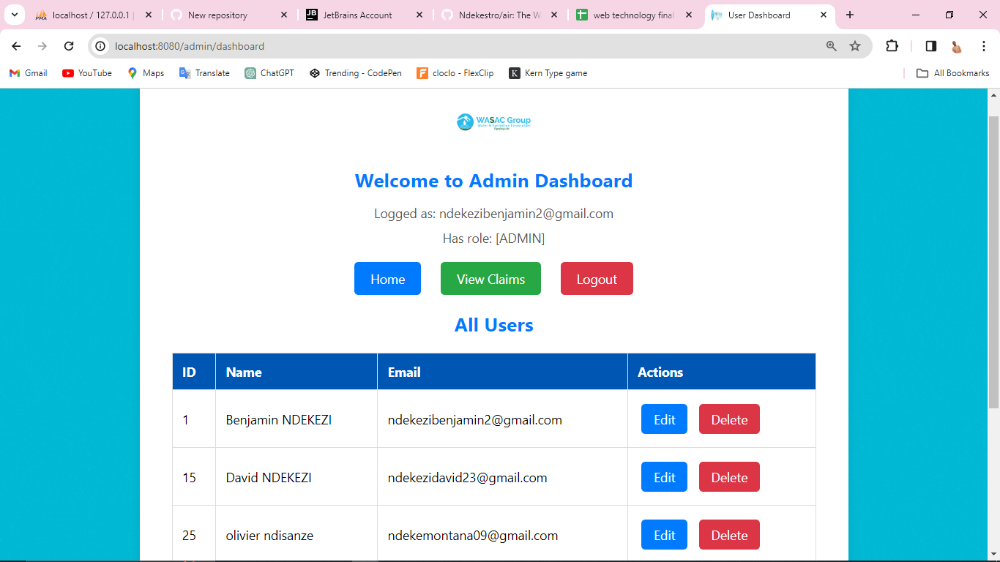 localhost / 127.0.0.1 |
New repository
JB JetBrains Account
Ndekestro/air: The W
web technology final
User Dashboard
localhost:8080/admin/dashboard
Gmail YouTube Maps Translate ChatGPT Trending - CodePen cloclo - FlexClip K Kern Type game All Bookmarks
WASAC Group
Water & Sanitation Corporation
Welcome to Admin Dashboard
Logged as: ndekezibenjamin2@gmail.com
Has role: [ADMIN]
Home View Claims Logout
All Users
ID Name Email Actions
1 Benjamin NDEKEZI ndekezibenjamin2@gmail.com Edit Delete
15 David NDEKEZI ndekezidavid23@gmail.com Edit Delete
25 olivier ndisanze ndekemontana09@gmail.com Edit Delete